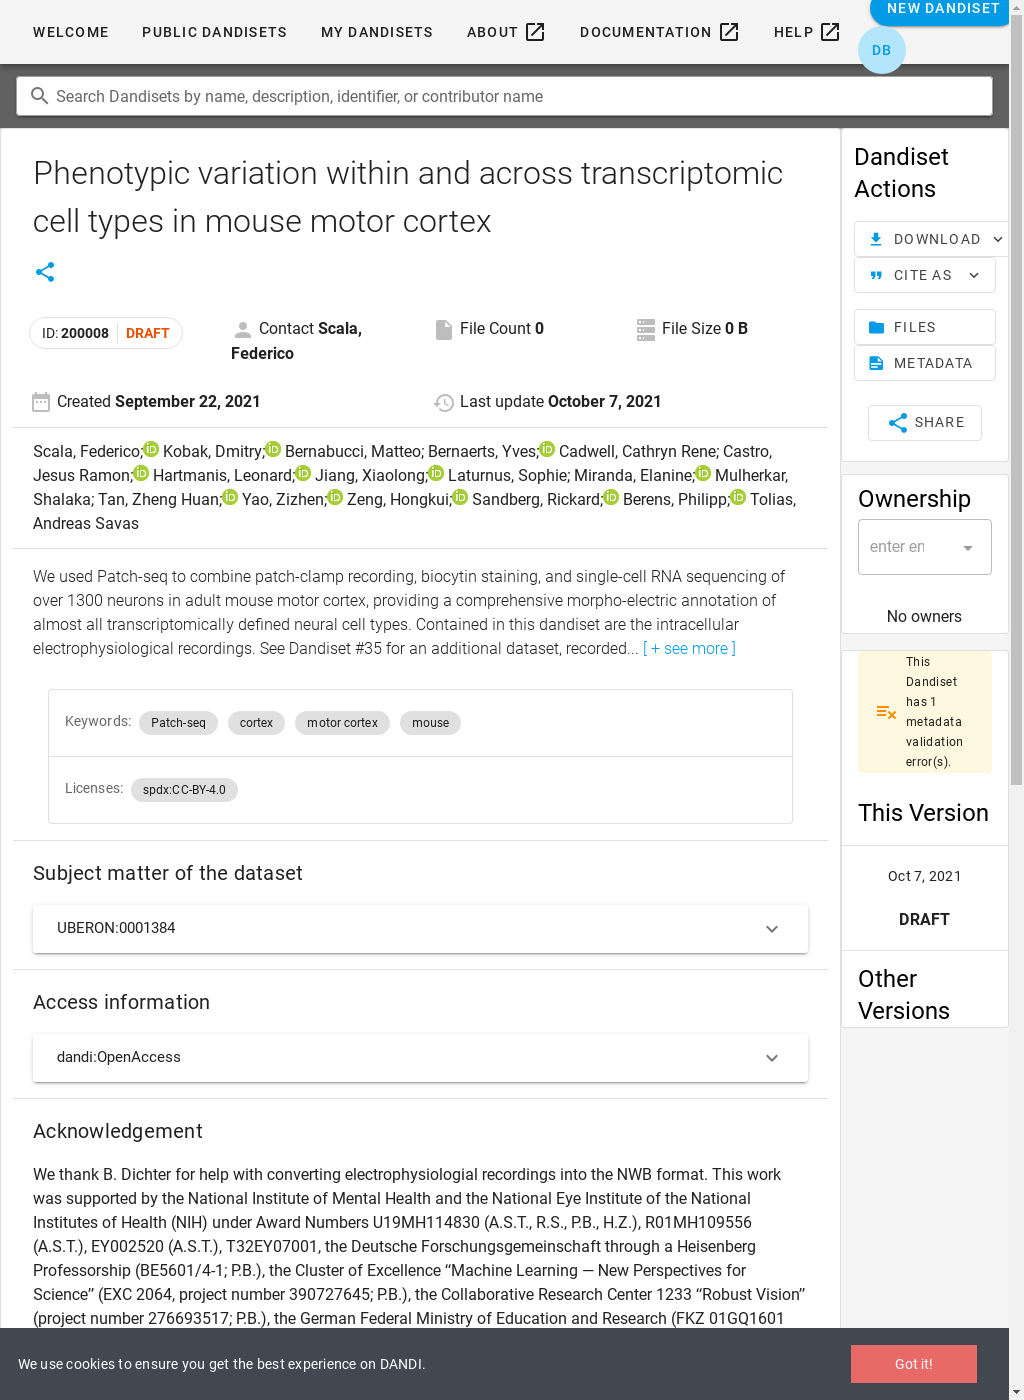 WELCOME
PUBLIC DANDISETS
MY DANDISETS
ABOUT
DOCUMENTATION
HELP
NEW DANDISET
DB
Search Dandisets by name, description, identifier, or contributor name
Phenotypic variation within and across transcriptomic
cell types in mouse motor cortex
ID: 200008 DRAFT
Contact Scala,
Federico
File Count 0
File Size 0 B
Created September 22, 2021
Last update October 7, 2021
Scala, Federico; Kobak, Dmitry; Bernabucci, Matteo; Bernaerts, Yves; Cadwell, Cathryn Rene; Castro,
Jesus Ramon; Hartmanis, Leonard; Jiang, Xiaolong; Laturnus, Sophie; Miranda, Elanine; Mulherkar,
Shalaka; Tan, Zheng Huan; Yao, Zizhen; Zeng, Hongkui; Sandberg, Rickard; Berens, Philipp; Tolias,
Andreas Savas
We used Patch-seq to combine patch-clamp recording, biocytin staining, and single-cell RNA sequencing of
over 1300 neurons in adult mouse motor cortex, providing a comprehensive morpho-electric annotation of
almost all transcriptomically defined neural cell types. Contained in this dandiset are the intracellular
electrophysiological recordings. See Dandiset #35 for an additional dataset, recorded... [ + see more ]
Keywords: Patch-seq cortex motor cortex mouse
Licenses: spdx:CC-BY-4.0
Subject matter of the dataset
UBERON:0001384
Access information
dandi:OpenAccess
Acknowledgement
We thank B. Dichter for help with converting electrophysiologial recordings into the NWB format. This work
was supported by the National Institute of Mental Health and the National Eye Institute of the National
Institutes of Health (NIH) under Award Numbers U19MH114830 (A.S.T., R.S., P.B., H.Z.), R01MH109556
(A.S.T.), EY002520 (A.S.T.), T32EY07001, the Deutsche Forschungsgemeinschaft through a Heisenberg
Professorship (BE5601/4-1; P.B.), the Cluster of Excellence “Machine Learning — New Perspectives for
Science” (EXC 2064, project number 390727645; P.B.), the Collaborative Research Center 1233 “Robust Vision”
(project number 276693517; P.B.), the German Federal Ministry of Education and Research (FKZ 01GQ1601
Dandiset
Actions
DOWNLOAD
CITE AS
FILES
METADATA
SHARE
Ownership
enter en
No owners
This
Dandiset
has 1
metadata
validation
error(s).
This Version
Oct 7, 2021
DRAFT
Other
Versions
We use cookies to ensure you get the best experience on DANDI.
Got it!